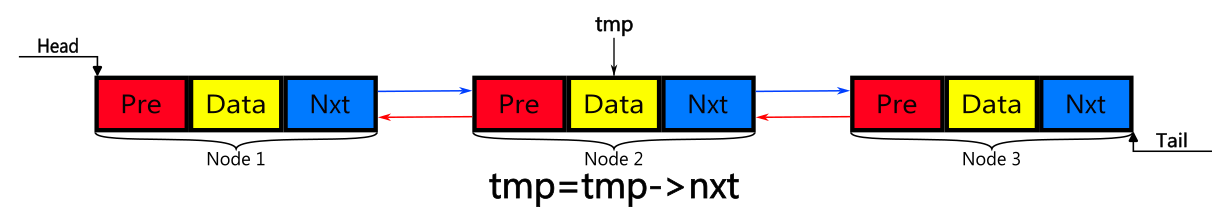 tmp
Head
Pre Data Nxt Pre Data Nxt Pre Data Nxt
Tail
Node 1 Node 2 Node 3
tmp=tmp->nxt